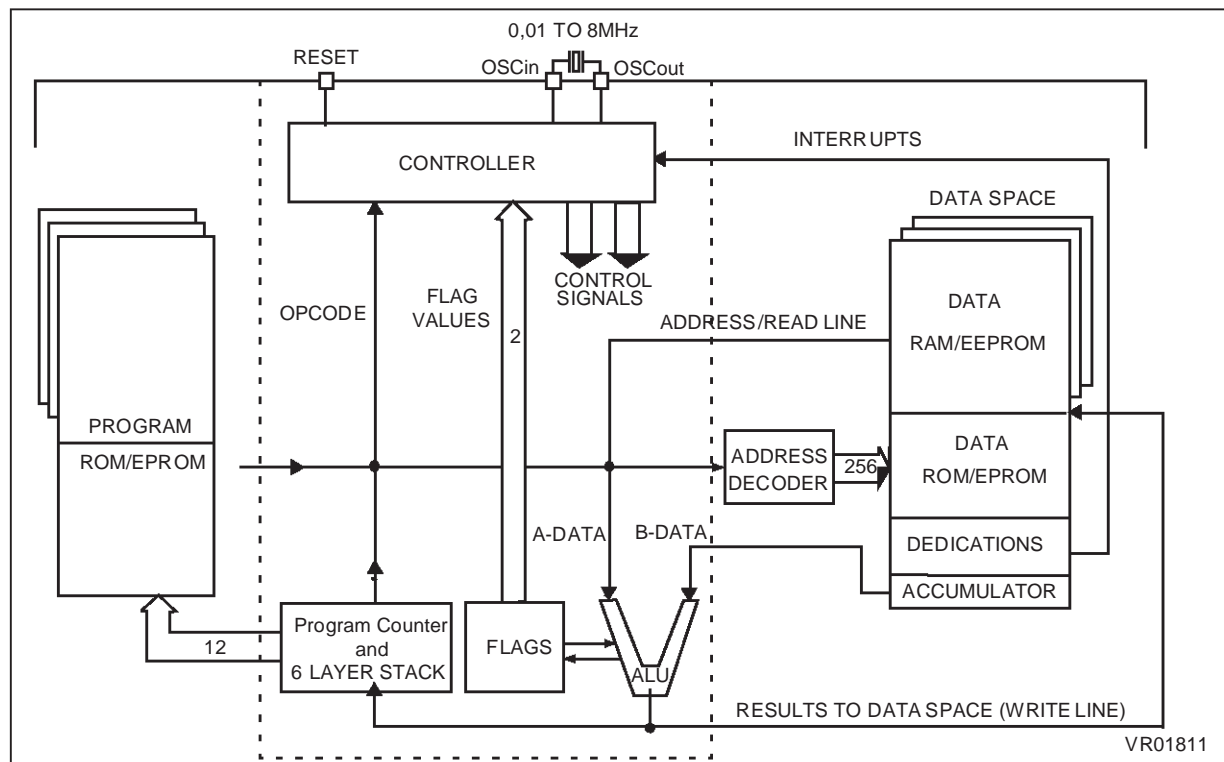 0,01 TO 8MHz
RESET
OSCin
OSCout
INTERRUPTS
CONTROLLER
DATA SPACE
CONTROL
SIGNALS
OPCODE
FLAG
VALUES
2
ADDRESS/READ LINE
DATA
RAM/EEPROM
PROGRAM
ROM/EPROM
ADDRESS
DECODER
256
DATA
ROM/EPROM
A-DATA
B-DATA
DEDICATIONS
ACCUMULATOR
12
Program Counter
and
6 LAYER STACK
FLAGS
ALU
RESULTS TO DATA SPACE (WRITE LINE)
VR01811